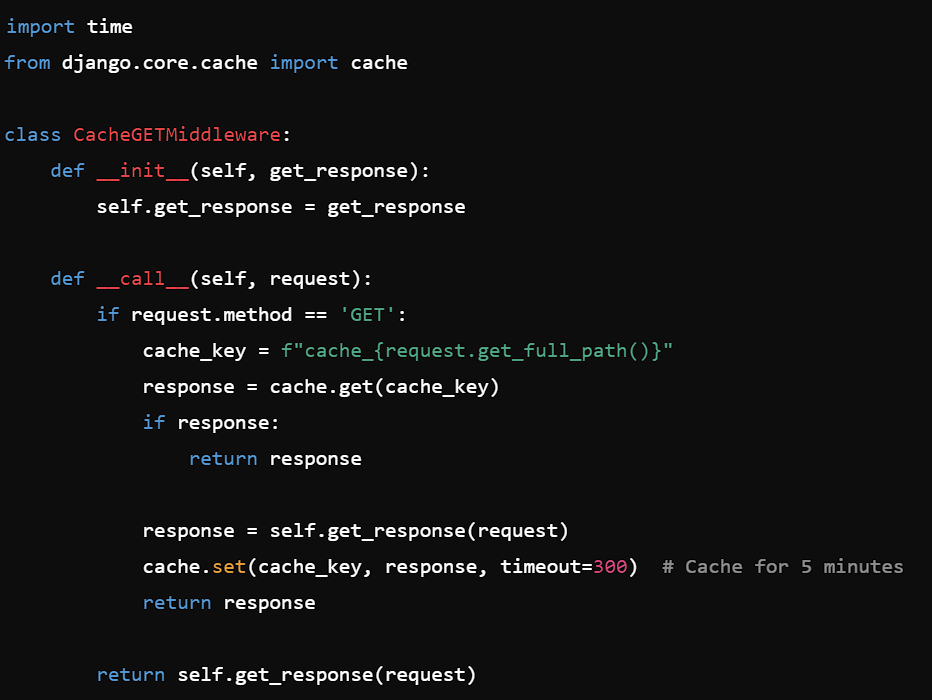 import time
from django.core.cache import cache
class CacheGETMiddleware:
    def __init__(self, get_response):
        self.get_response = get_response
    def __call__(self, request):
        if request.method == 'GET':
            cache_key = f"cache_{request.get_full_path()}"
            response = cache.get(cache_key)
            if response:
                return response
            response = self.get_response(request)
            cache.set(cache_key, response, timeout=300)  # Cache for 5 minutes
            return response
        return self.get_response(request)